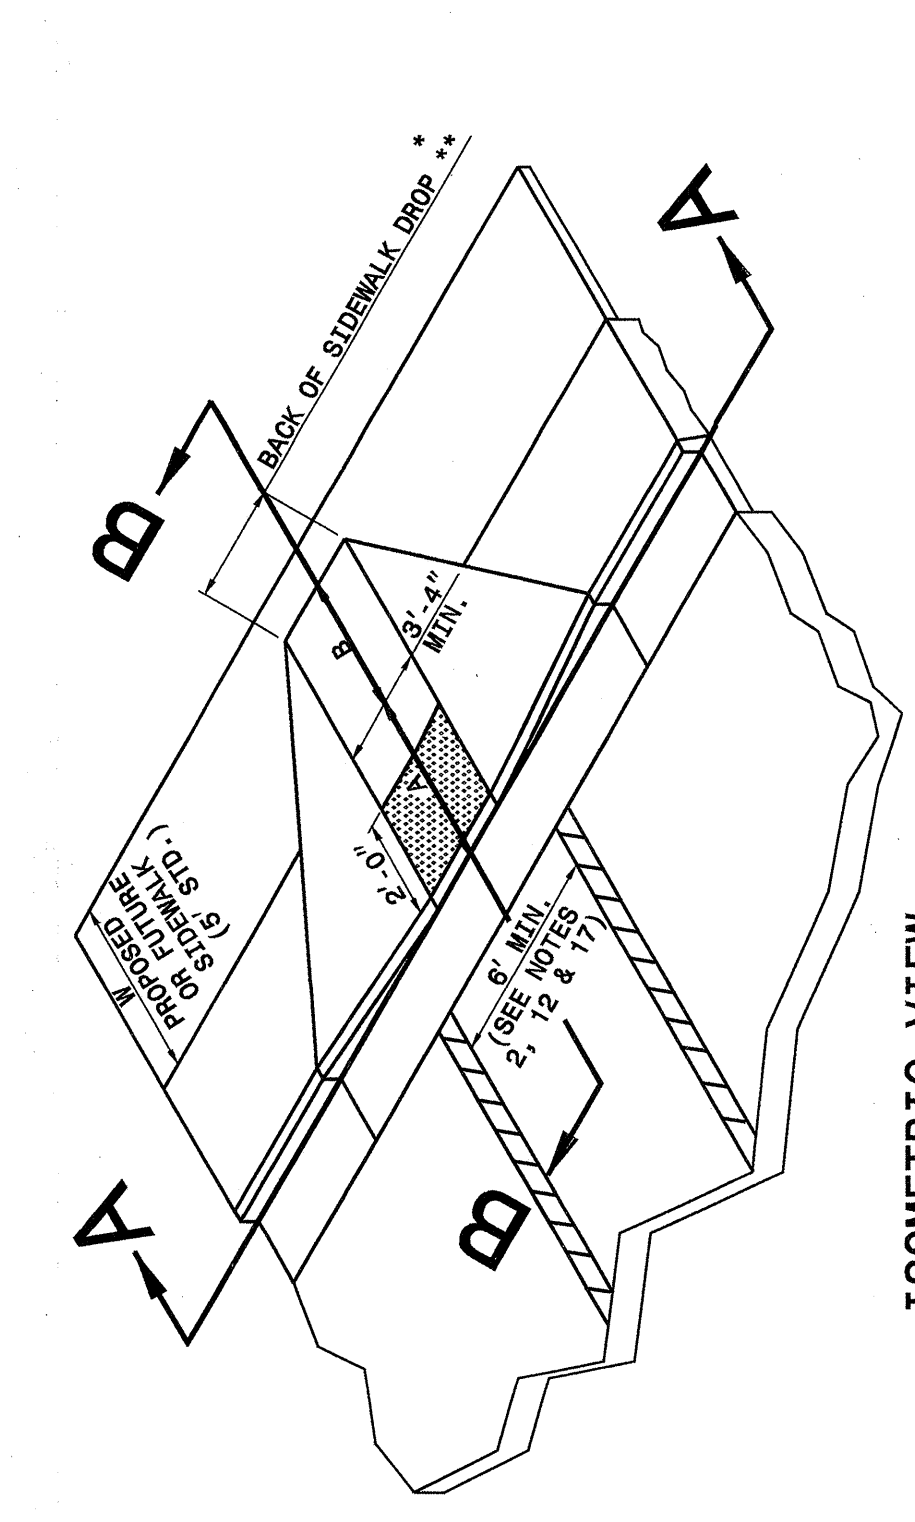 BACK OF SIDEWALK DROP *
**
A
B
B
3'-4"
MIN.
A
2'-0"
W
PROPOSED
OR FUTURE
SIDEWALK
(5' STD.)
6' MIN.
(SEE NOTES
2, 12 & 17)
A
B
ISOMETRIC VIEW